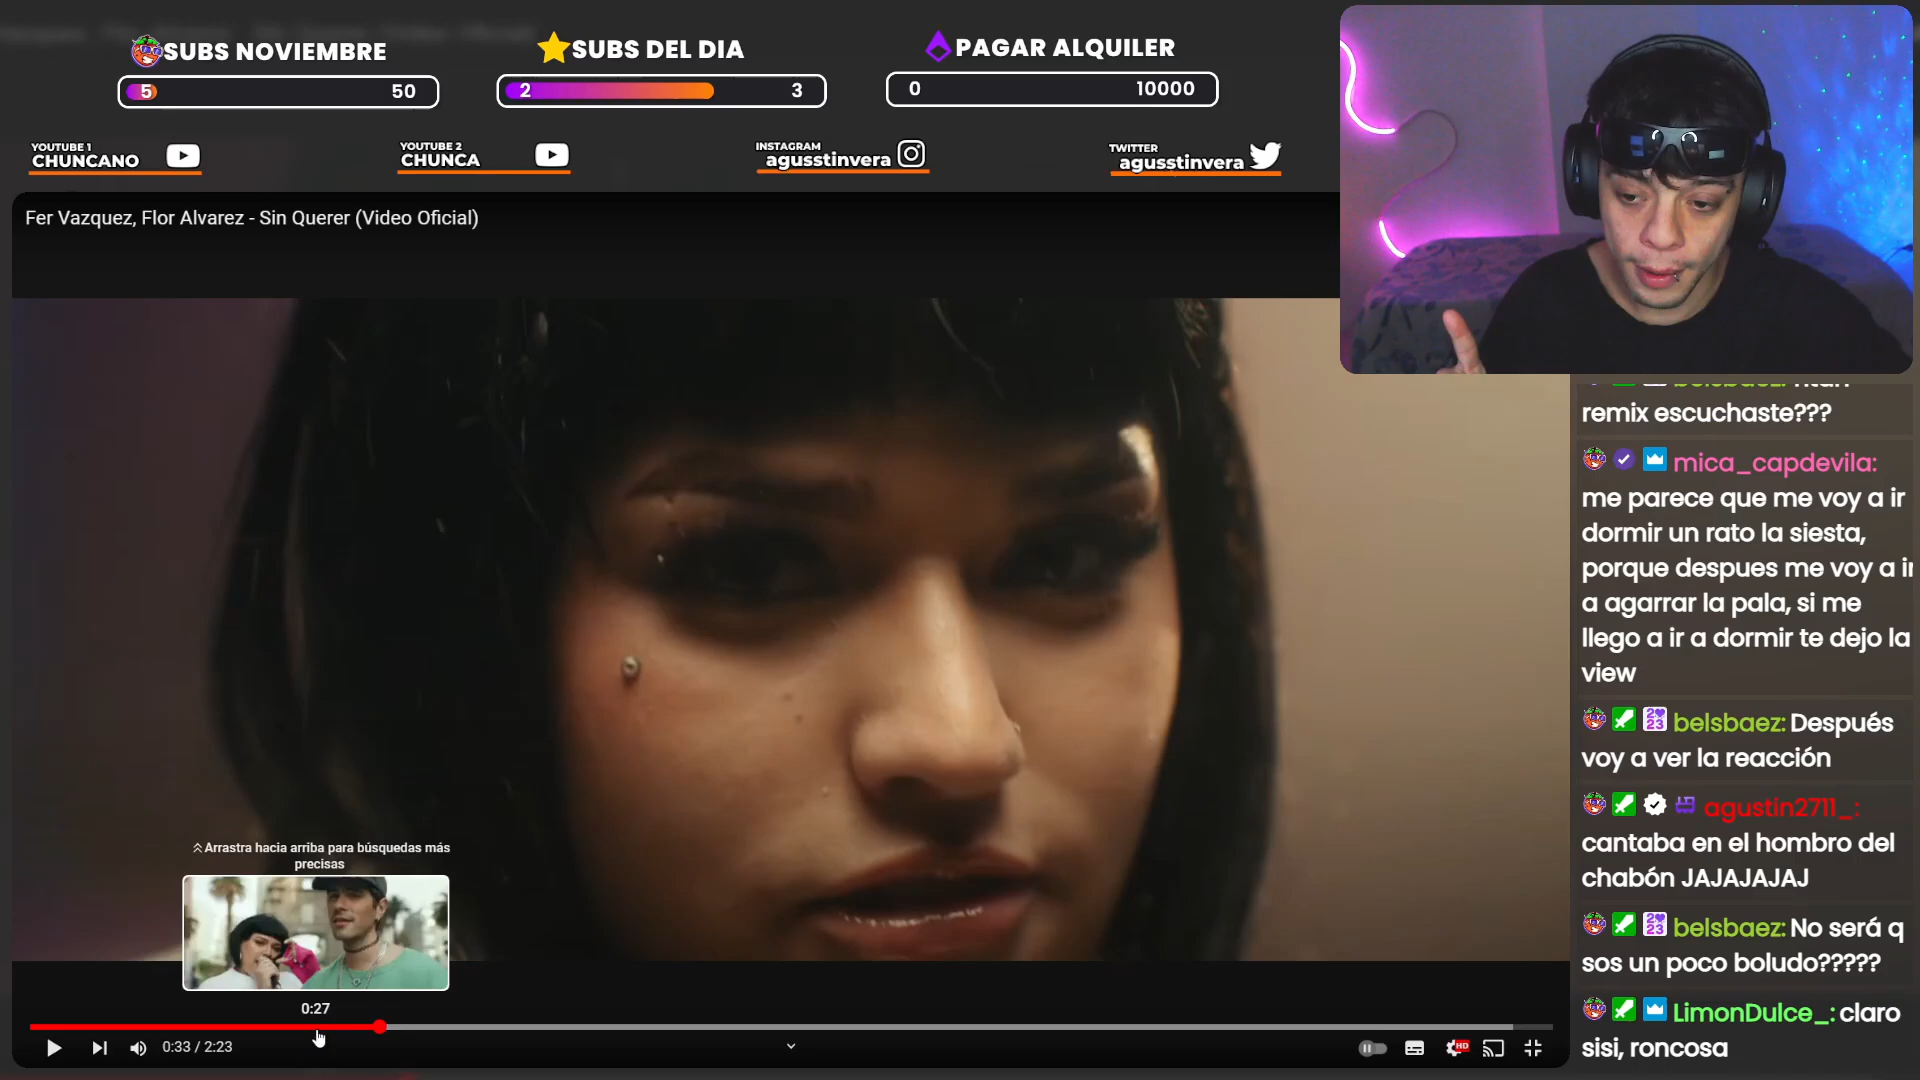 SUBS NOVIEMBRE
5 50
SUBS DEL DIA
2 3
PAGAR ALQUILER
0 10000
YOUTUBE 1
CHUNCANO
YOUTUBE 2
CHUNCA
INSTAGRAM
agusstinvera
TWITTER
agusstinvera
Fer Vazquez, Flor Alvarez - Sin Querer (Video Oficial)
Arrastra hacia arriba para búsquedas más
precisas
0:27
0:33 / 2:23
HD
remix escuchaste???
mica_capdevila:
me parece que me voy a ir
dormir un rato la siesta,
porque despues me voy a ir
a agarrar la pala, si me
llego a ir a dormir te dejo la
view
belsbaez: Después
voy a ver la reacción
agustin2711_:
cantaba en el hombro del
chabón JAJAJAJAJ
belsbaez: No será q
sos un poco boludo?????
LimonDulce_: claro
sisi, roncosa